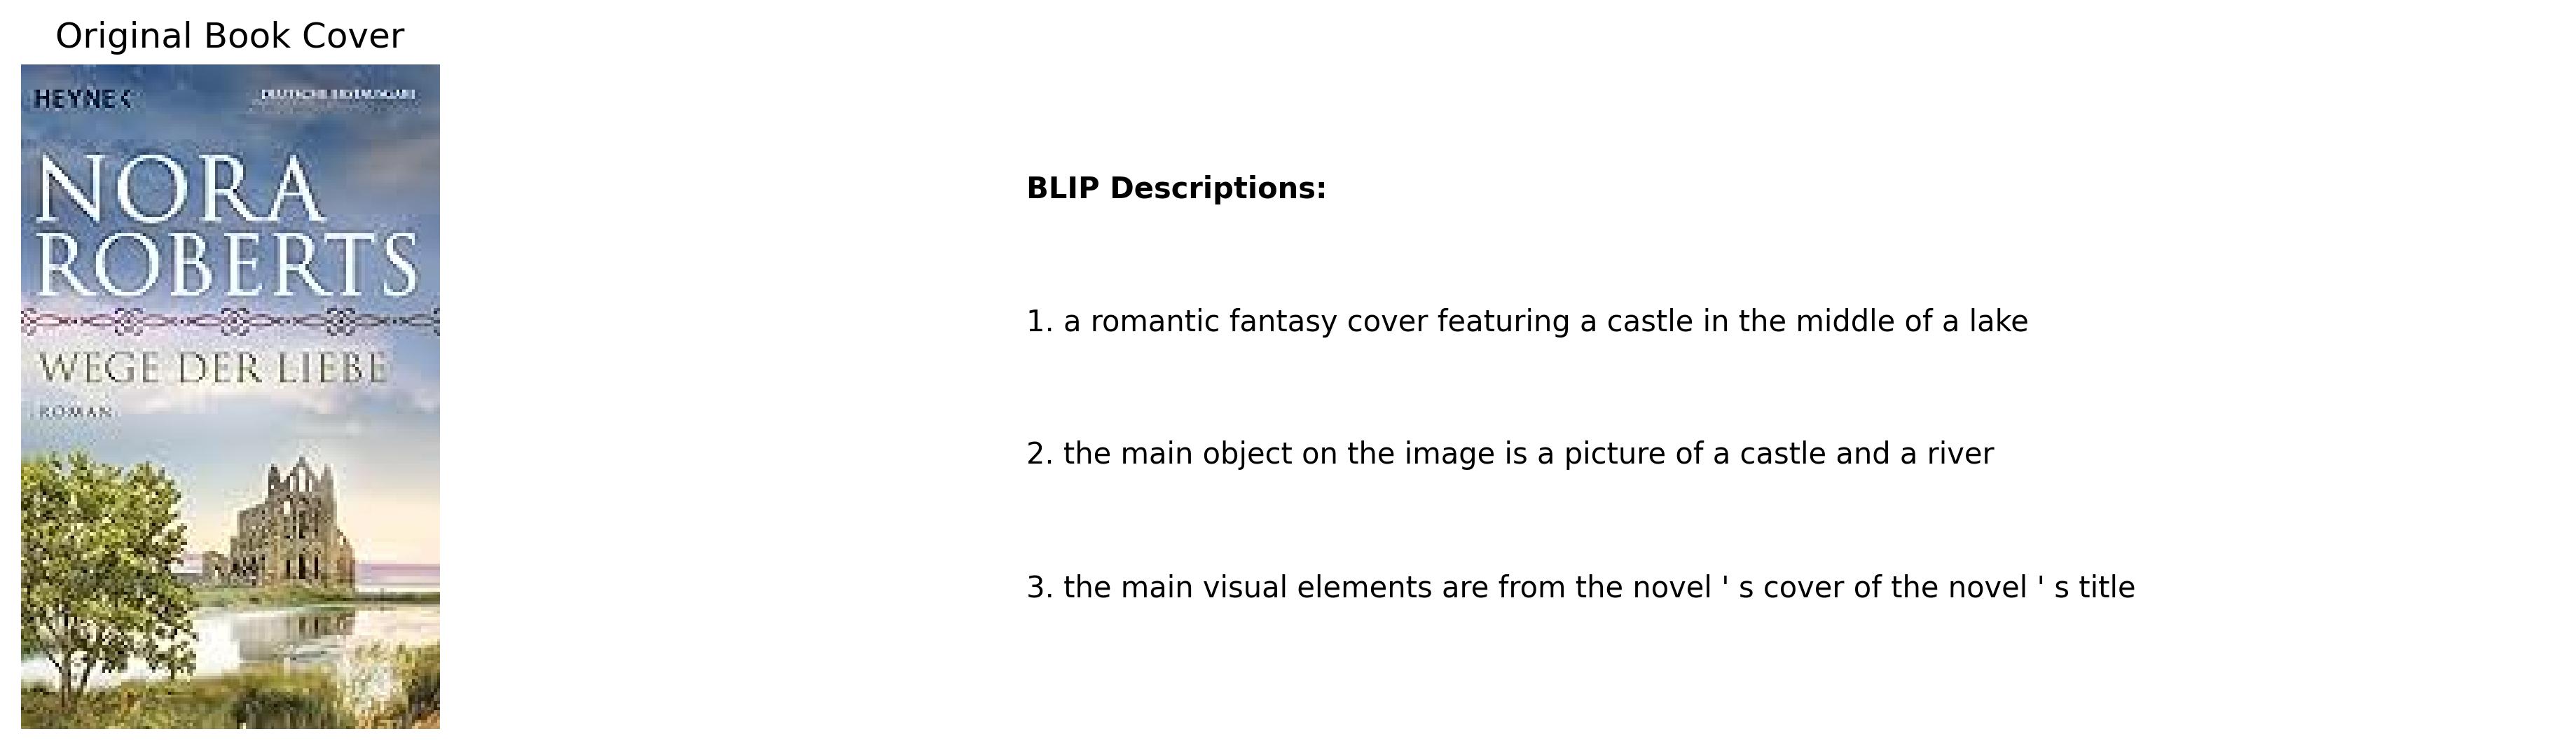 Original Book Cover
HEYNE <
DEUTSCHE ERSTAUSGABE
NORA
ROBERTS
WEGE DER LIEBE
ROMAN
BLIP Descriptions:
1. a romantic fantasy cover featuring a castle in the middle of a lake
2. the main object on the image is a picture of a castle and a river
3. the main visual elements are from the novel ' s cover of the novel ' s title